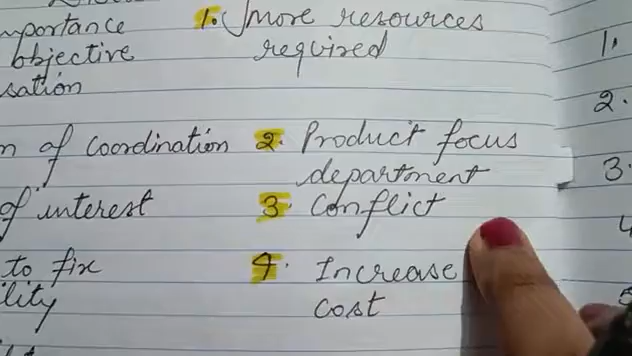 mportance
objective
sation
n of coordination
of interest
to fix
lity
1. more resources
required
2. Product focus
department
3. Conflict
4. Increase
cost
1.
2.
3.